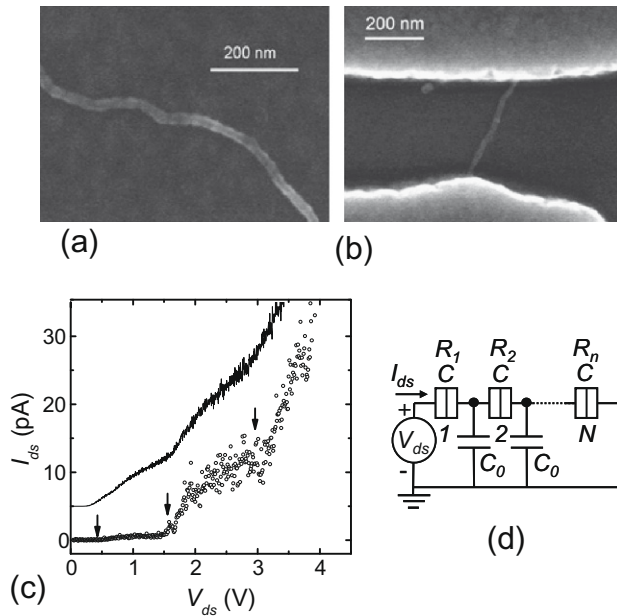 200 nm
(a)
200 nm
(b)
I_ds (pA)
30
20
10
0
0 1 2 3 4
V_ds (V)
(c)
R_1 R_2 R_n
C C C
I_ds
+
V_ds
-
1 2 N
C_0 C_0
(d)